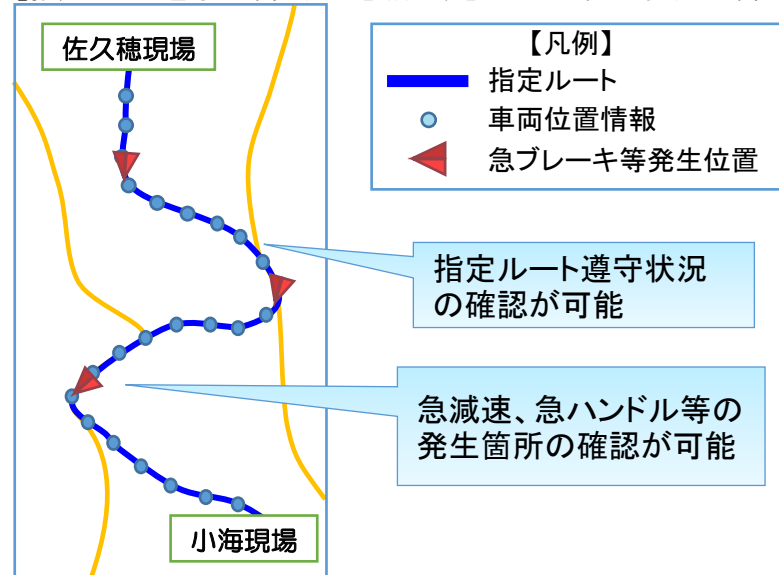 佐久穂現場
【凡例】
指定ルート
車両位置情報
急ブレーキ等発生位置
指定ルート遵守状況
の確認が可能
急減速、急ハンドル等の
発生箇所の確認が可能
小海現場